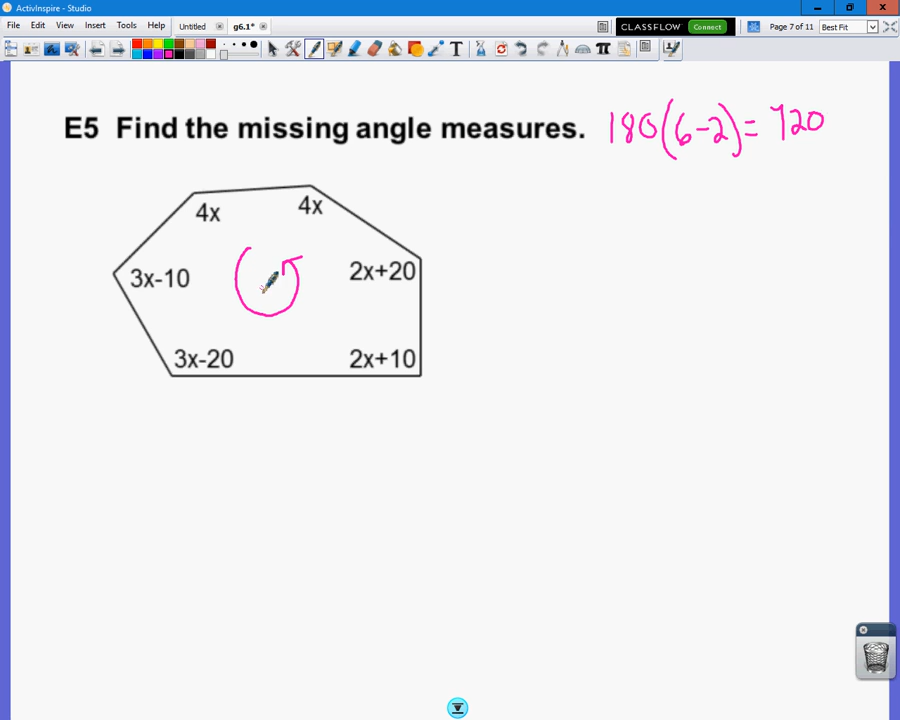 ActivInspire - Studio
File Edit View Insert Tools Help Untitled g6.1* CLASSFLOW Connect Page 7 of 11 Best Fit
E5 Find the missing angle measures. 180(6-2)=720
4x 4x
3x-10 2x+20
3x-20 2x+10